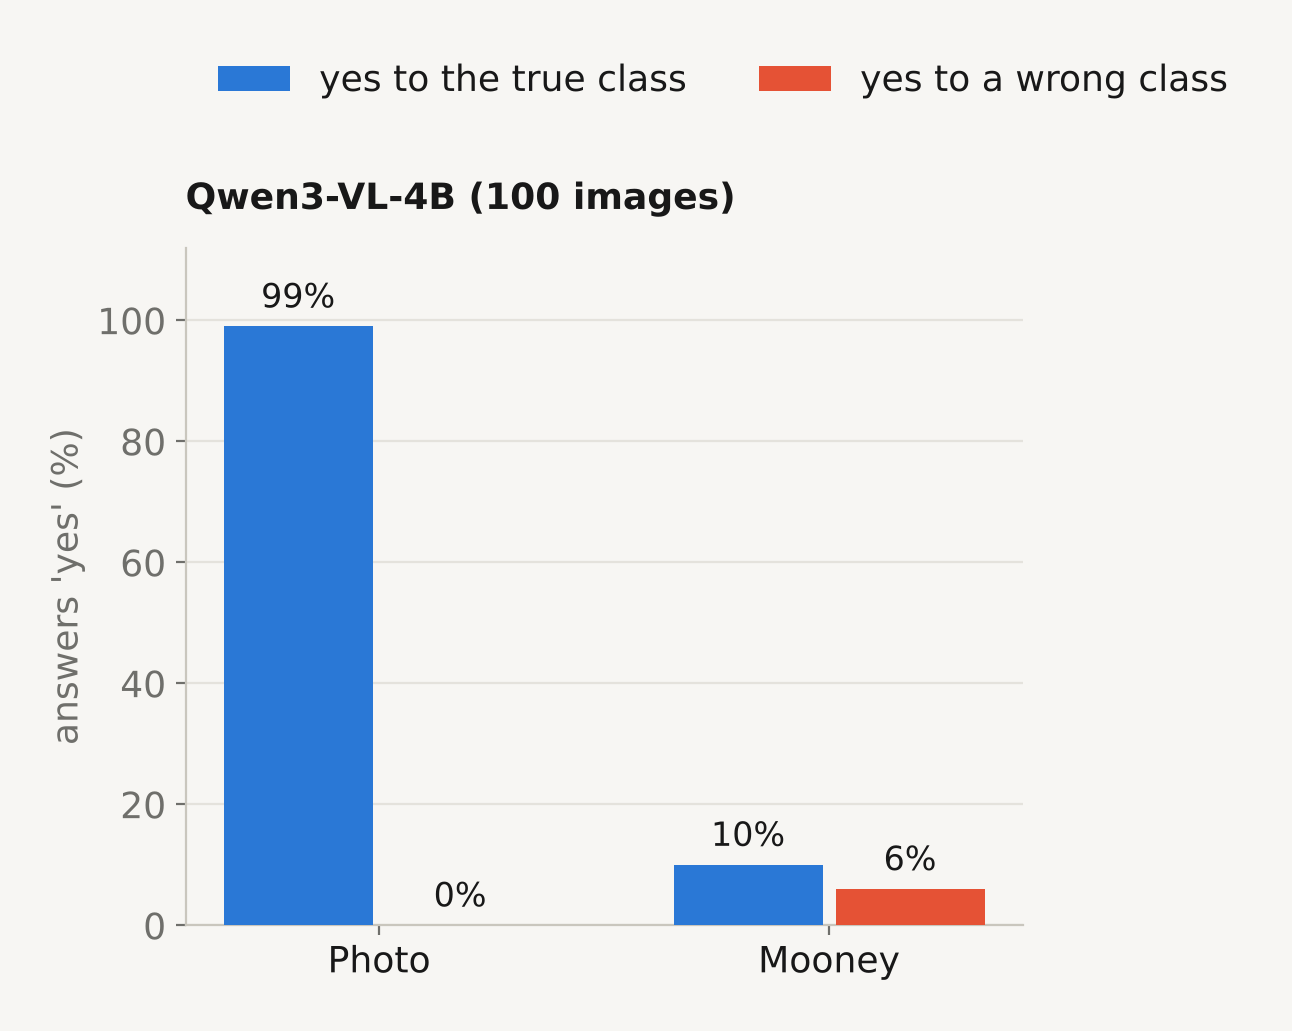 yes to the true class
yes to a wrong class
Qwen3-VL-4B (100 images)
answers 'yes' (%)
100
80
60
40
20
0
99%
0%
10%
6%
Photo
Mooney